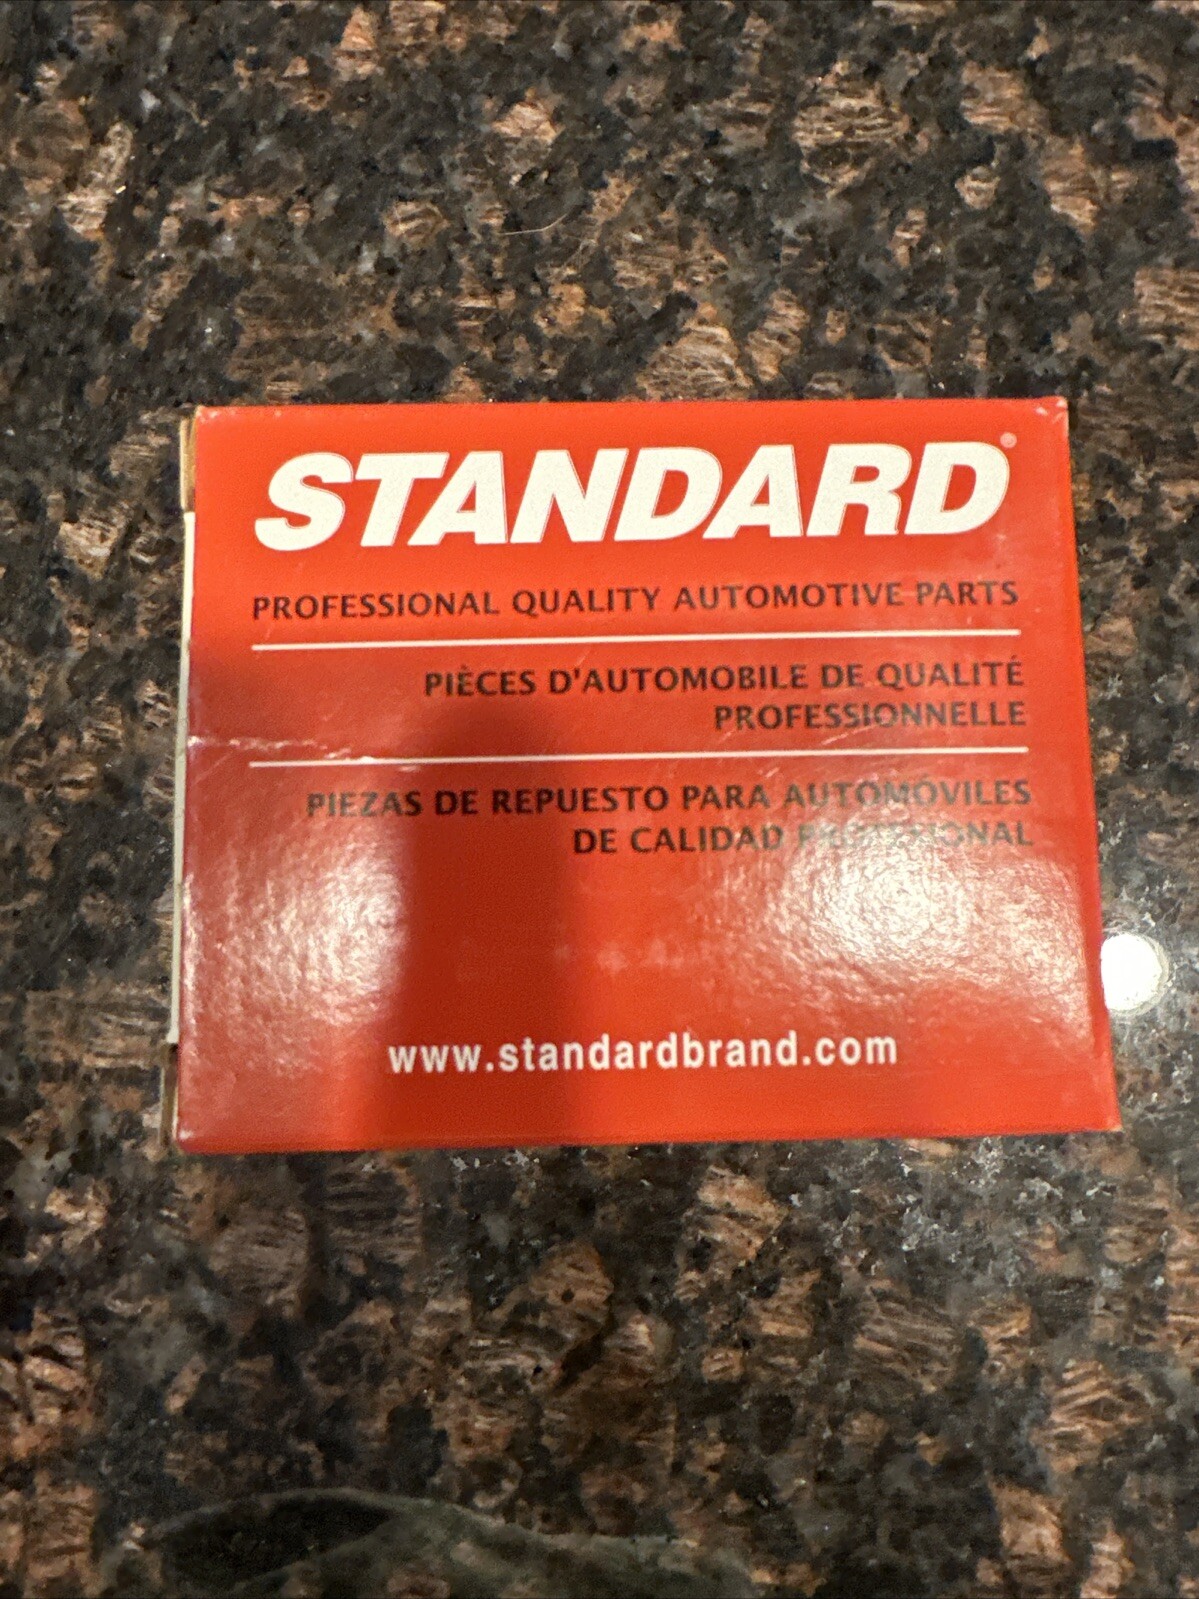 STANDARD®
PROFESSIONAL QUALITY AUTOMOTIVE PARTS
PIÈCES D'AUTOMOBILE DE QUALITÉ
PROFESSIONNELLE
PIEZAS DE REPUESTO PARA AUTOMÓVILES
DE CALIDAD PROFESSIONAL
www.standardbrand.com